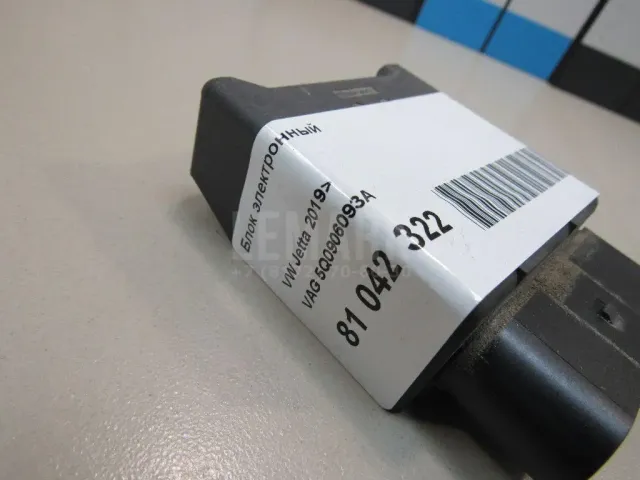 Блок электронный
VW Jetta 2019>
VAG 5Q0906093A
81 042 322